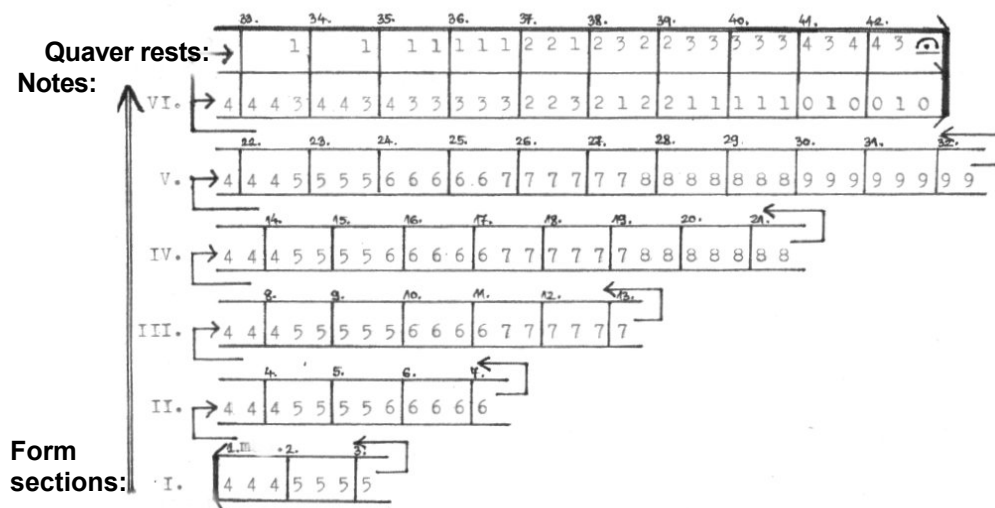 33. 34. 35. 36. 37. 38. 39. 40. 41. 42.
Quaver rests: 1 1 1 1 1 1 1 2 2 1 2 3 2 2 3 3 3 3 3 4 3 4 4 3
Notes:
VI. 4 4 4 3 4 4 3 4 3 3 3 3 3 2 2 3 2 1 2 2 1 1 1 1 1 0 1 0 0 1 0
22. 23. 24. 25. 26. 27. 28. 29. 30. 31. 32.
V. 4 4 4 5 5 5 5 6 6 6 6 6 7 7 7 7 7 7 8 8 8 8 8 8 8 9 9 9 9 9 9 9 9
14. 15. 16. 17. 18. 19. 20. 21.
IV. 4 4 4 5 5 5 5 6 6 6 6 6 7 7 7 7 7 7 8 8 8 8 8 8 8
8. 9. 10. 11. 12. 13.
III. 4 4 4 5 5 5 5 5 6 6 6 6 7 7 7 7 7 7
4. 5. 6. 7.
II. 4 4 4 5 5 5 5 6 6 6 6 6
1. 2. 3.
Form
sections: I. 4 4 4 5 5 5 5